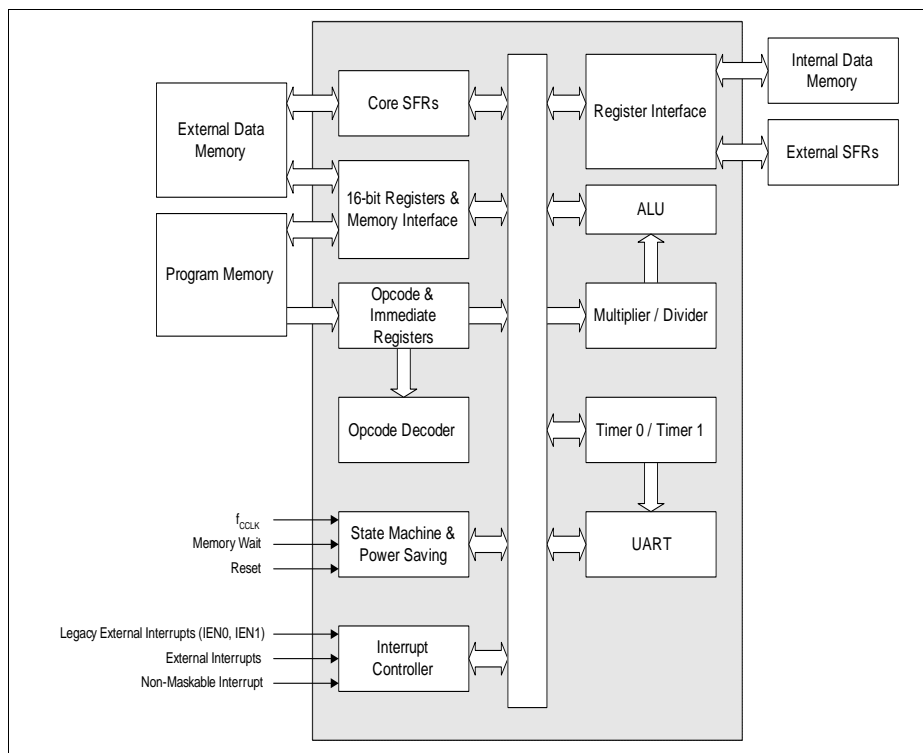 Internal Data
Memory
External SFRs
Core SFRs
Register Interface
External Data
Memory
16-bit Registers &
Memory Interface
ALU
Program Memory
Opcode &
Immediate
Registers
Multiplier / Divider
Opcode Decoder
Timer 0 / Timer 1
fCCLK
Memory Wait
Reset
State Machine &
Power Saving
UART
Legacy External Interrupts (IEN0, IEN1)
External Interrupts
Non-Maskable Interrupt
Interrupt
Controller